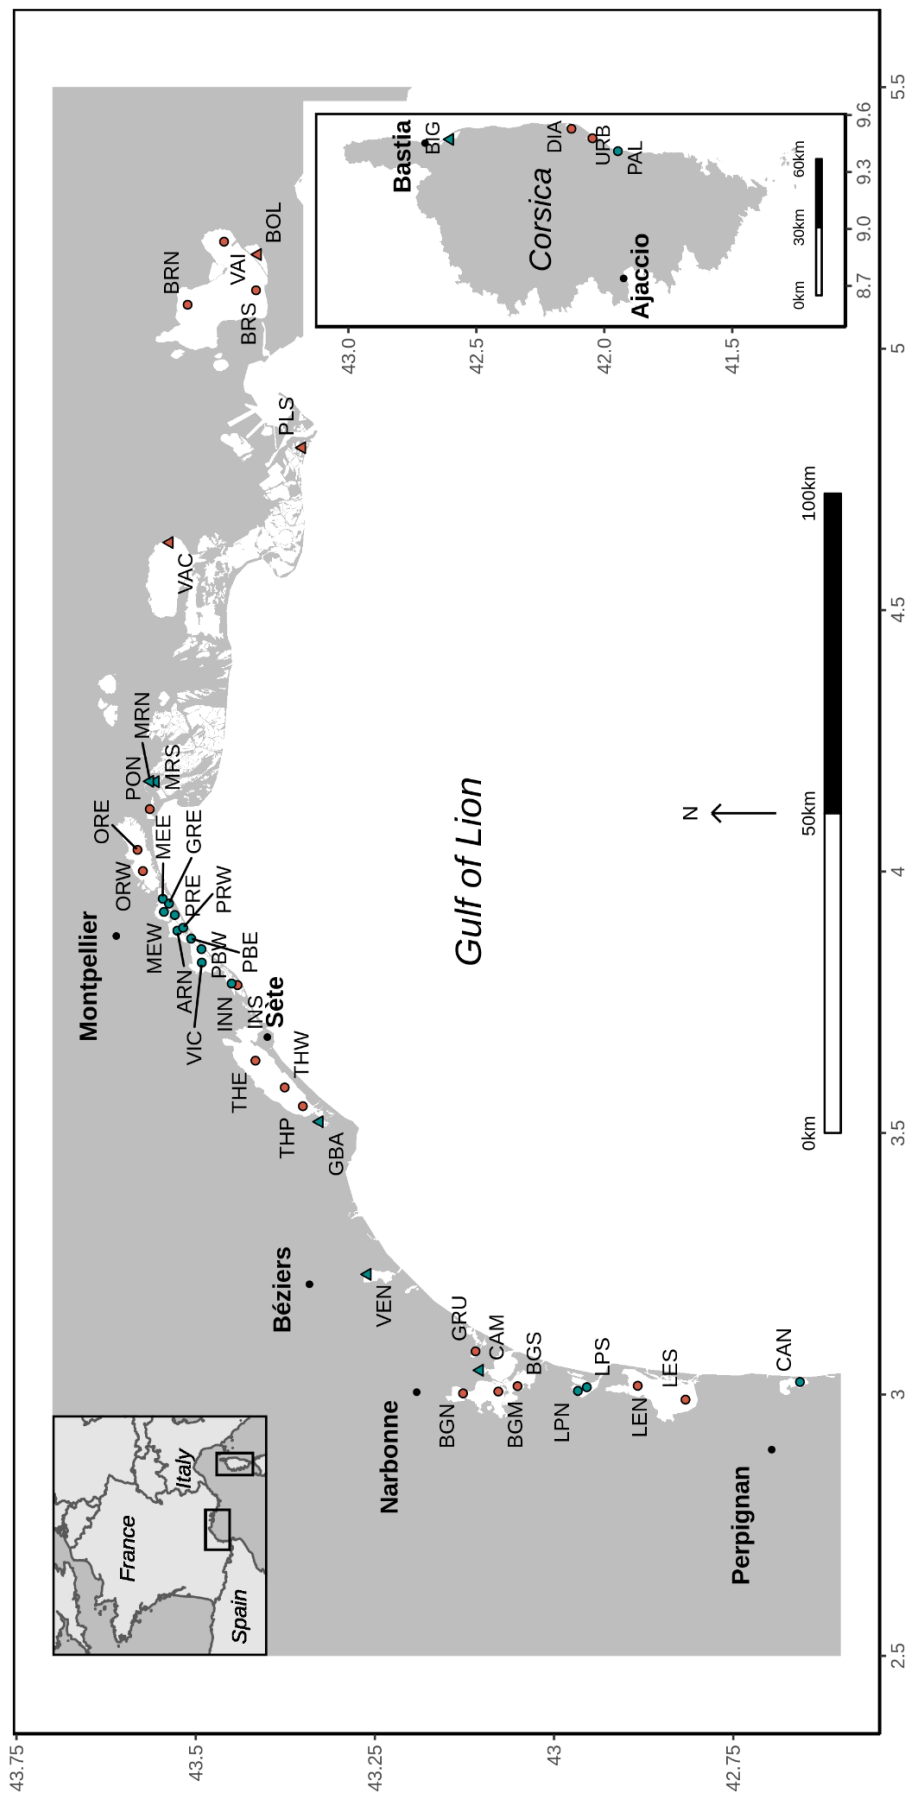 43.75
43.5
43.25
43
42.75
2.5
3
3.5
4
4.5
5
5.5
France
Italy
Spain
Montpellier
Sète
Béziers
Narbonne
Perpignan
Gulf of Lion
N
0km
50km
100km
ORE
ORW
PON
MRN
MRS
MEE
MEW
GRE
PRE
PRW
ARN
PBW
PBE
VIC
INN
INS
THE
THW
THP
GBA
VEN
GRU
CAM
BGN
BGM
BGS
LPN
LPS
LEN
LES
CAN
VAC
PLS
BRN
VAI
BRS
BOL
Bastia
BIG
Corsica
DIA
URB
PAL
Ajaccio
0km
30km
60km
43.0
42.5
42.0
41.5
8.7
9.0
9.3
9.6